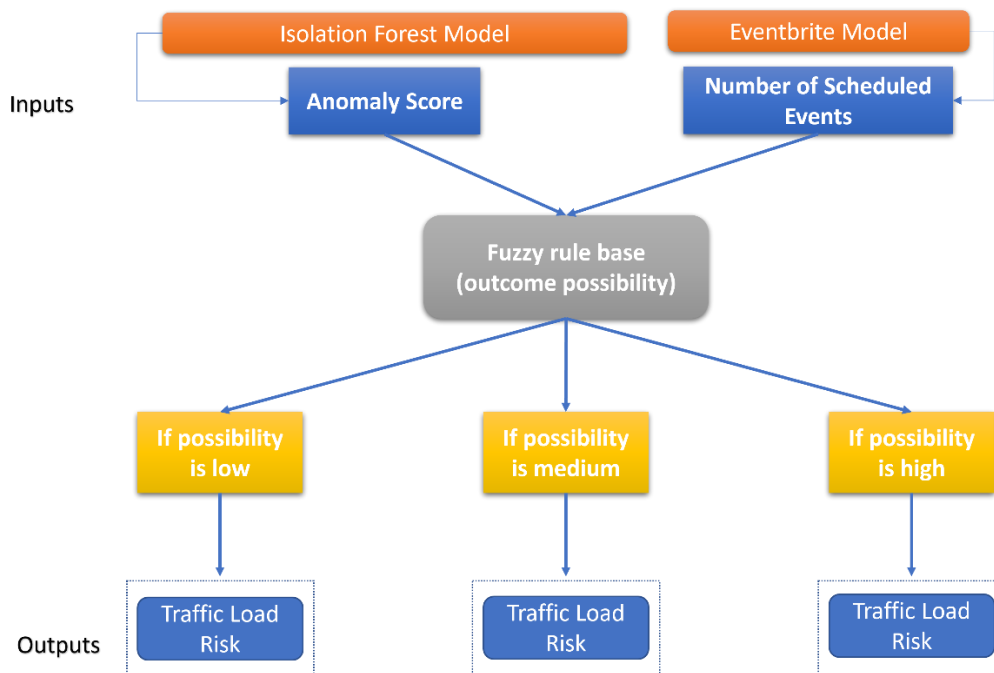 Isolation Forest Model
Eventbrite Model
Inputs
Anomaly Score
Number of Scheduled
Events
Fuzzy rule base
(outcome possibility)
If possibility
is low
If possibility
is medium
If possibility
is high
Outputs
Traffic Load
Risk
Traffic Load
Risk
Traffic Load
Risk